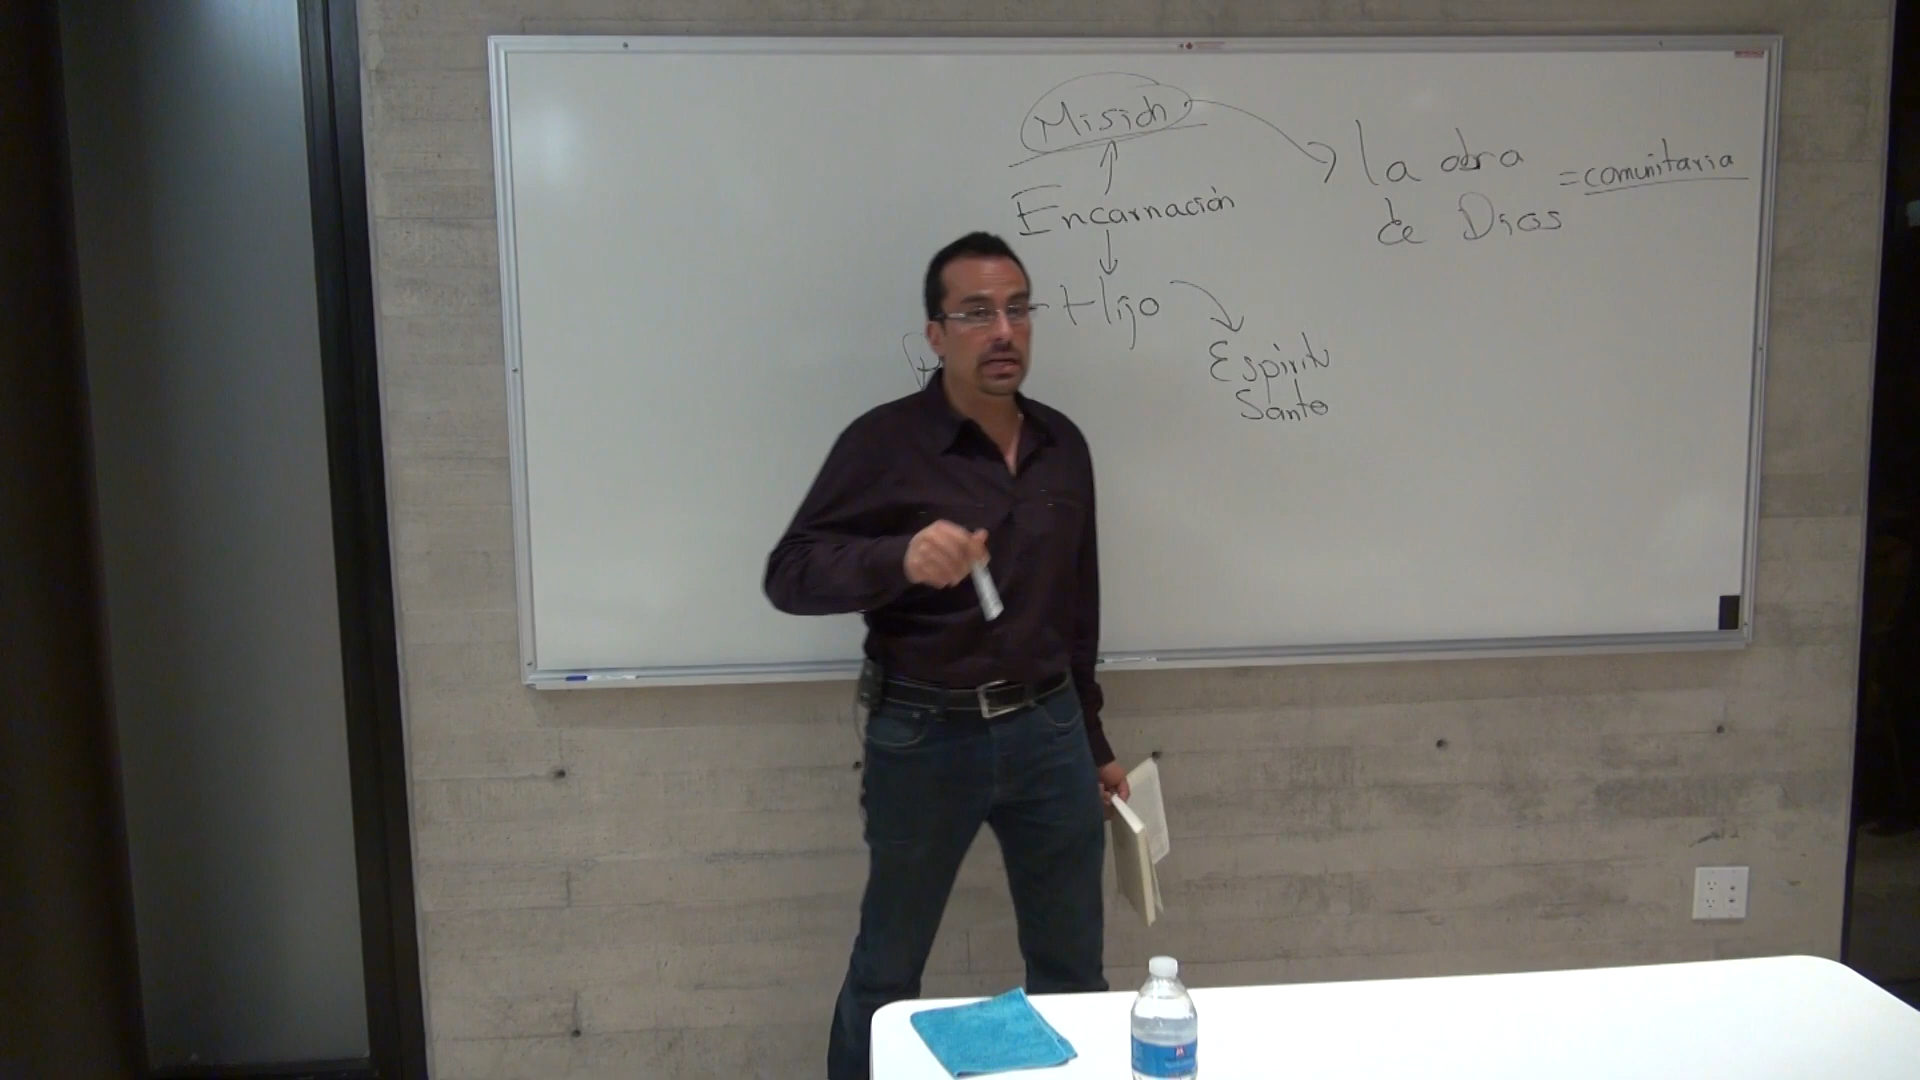 Misión
la obra
de Dios
= comunitaria
Encarnación
Hijo
Espíritu
Santo